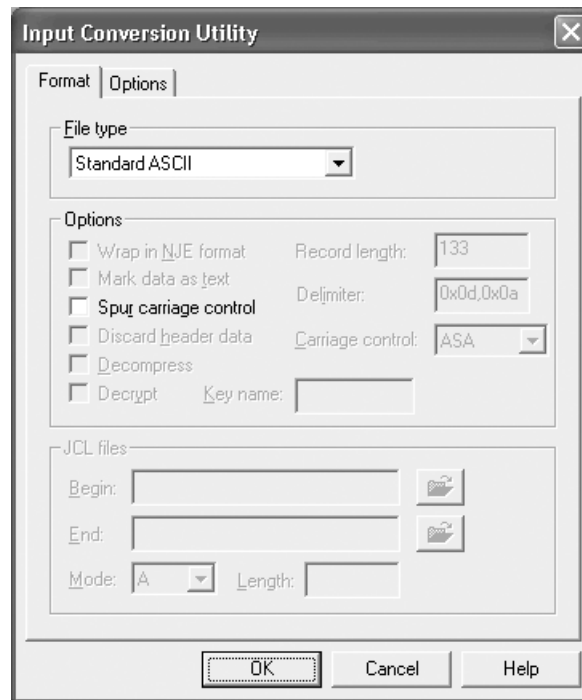 Input Conversion Utility
Format Options
File type
Standard ASCII
Options
Wrap in NJE format Record length: 133
Mark data as text
Delimiter: 0x0d,0x0a
Spur carriage control
Discard header data Carriage control: ASA
Decompress
Decrypt Key name:
JCL files
Begin:
End:
Mode: A Length:
OK Cancel Help